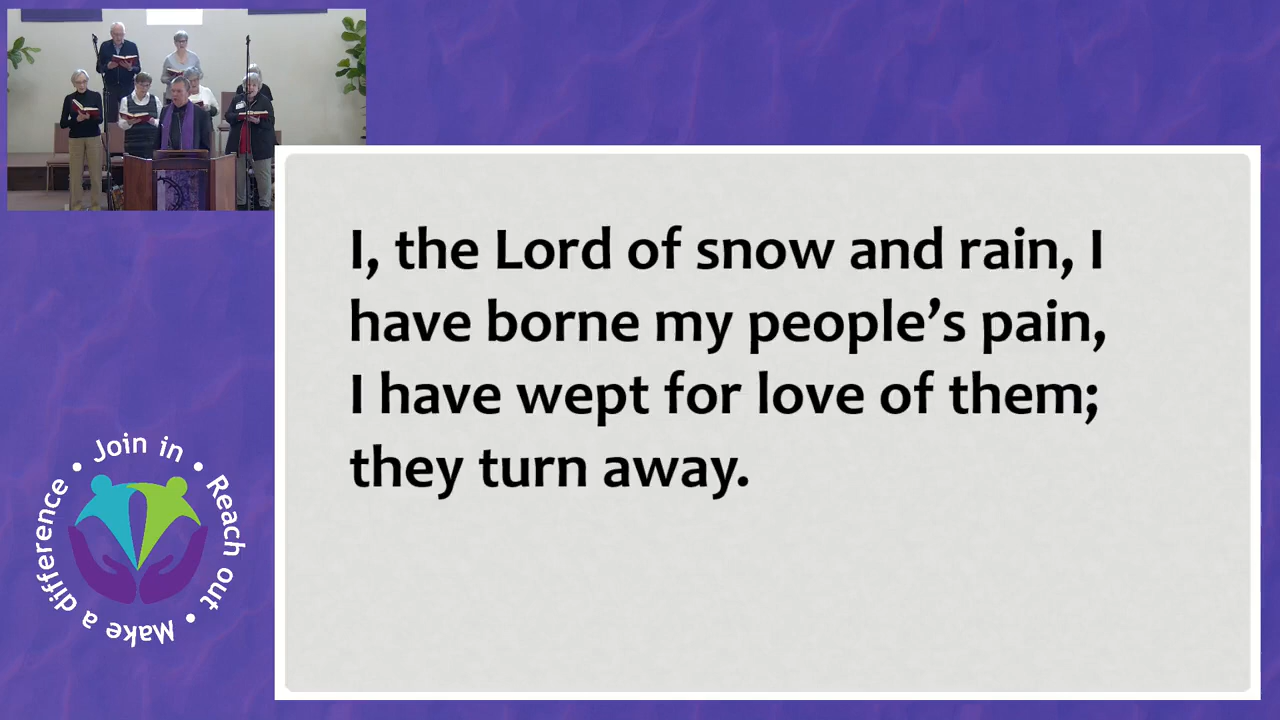 I, the Lord of snow and rain, I
have borne my people’s pain,
I have wept for love of them;
they turn away.
Join in • Reach out • Make a difference •